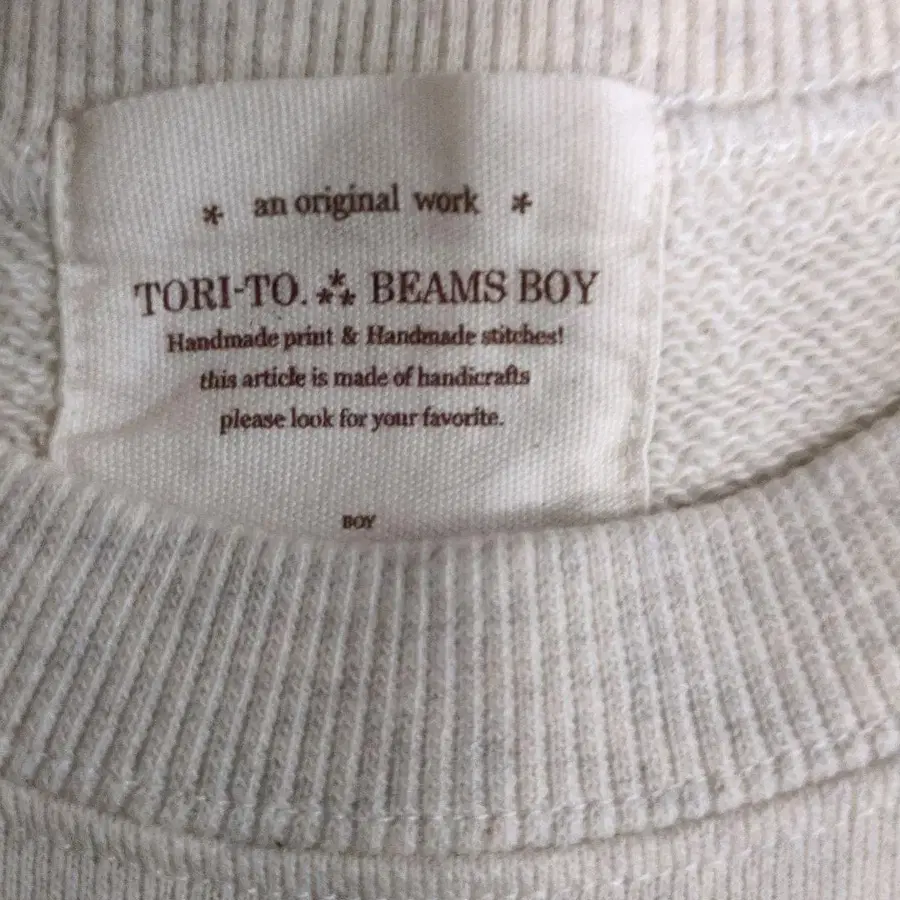 * an original work *
TORI-TO. ⁂ BEAMS BOY
Handmade print & Handmade stitches!
this article is made of handicrafts
please look for your favorite.
BOY